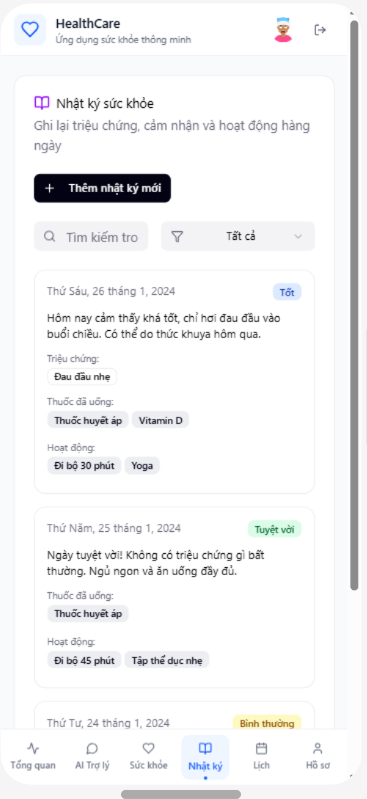 HealthCare
Ứng dụng sức khỏe thông minh
Nhật ký sức khỏe
Ghi lại triệu chứng, cảm nhận và hoạt động hàng
ngày
Thêm nhật ký mới
Tìm kiếm tro
Tất cả
Thứ Sáu, 26 tháng 1, 2024
Tốt
Hôm nay cảm thấy khá tốt, chỉ hơi đau đầu vào
buổi chiều. Có thể do thức khuya hôm qua.
Triệu chứng:
Đau đầu nhẹ
Thuốc đã uống:
Thuốc huyết áp
Vitamin D
Hoạt động:
Đi bộ 30 phút
Yoga
Thứ Năm, 25 tháng 1, 2024
Tuyệt vời
Ngày tuyệt vời! Không có triệu chứng gì bất
thường. Ngủ ngon và ăn uống đầy đủ.
Thuốc đã uống:
Thuốc huyết áp
Hoạt động:
Đi bộ 45 phút
Tập thể dục nhẹ
Thứ Tư, 24 tháng 1, 2024
Bình thường
Tổng quan
AI Trợ lý
Sức khỏe
Nhật ký
Lịch
Hồ sơ